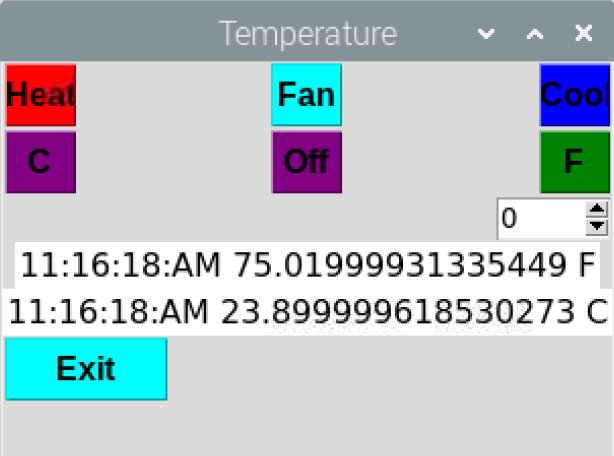 Temperature
Heat Fan Cool
C Off F
0
11:16:18:AM 75.01999931335449 F
11:16:18:AM 23.899999618530273 C
Exit